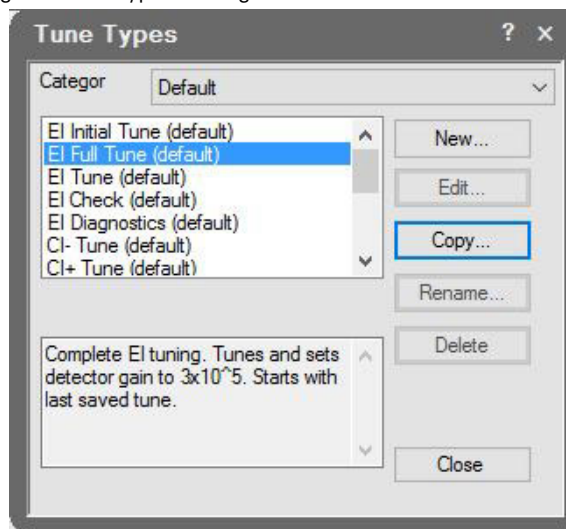 Tune Types ? ×
Categor Default
EI Initial Tune (default)
EI Full Tune (default)
EI Tune (default)
EI Check (default)
EI Diagnostics (default)
CI- Tune (default)
CI+ Tune (default)
New...
Edit...
Copy...
Rename...
Delete
Complete EI tuning. Tunes and sets
detector gain to 3x10^5. Starts with
last saved tune.
Close